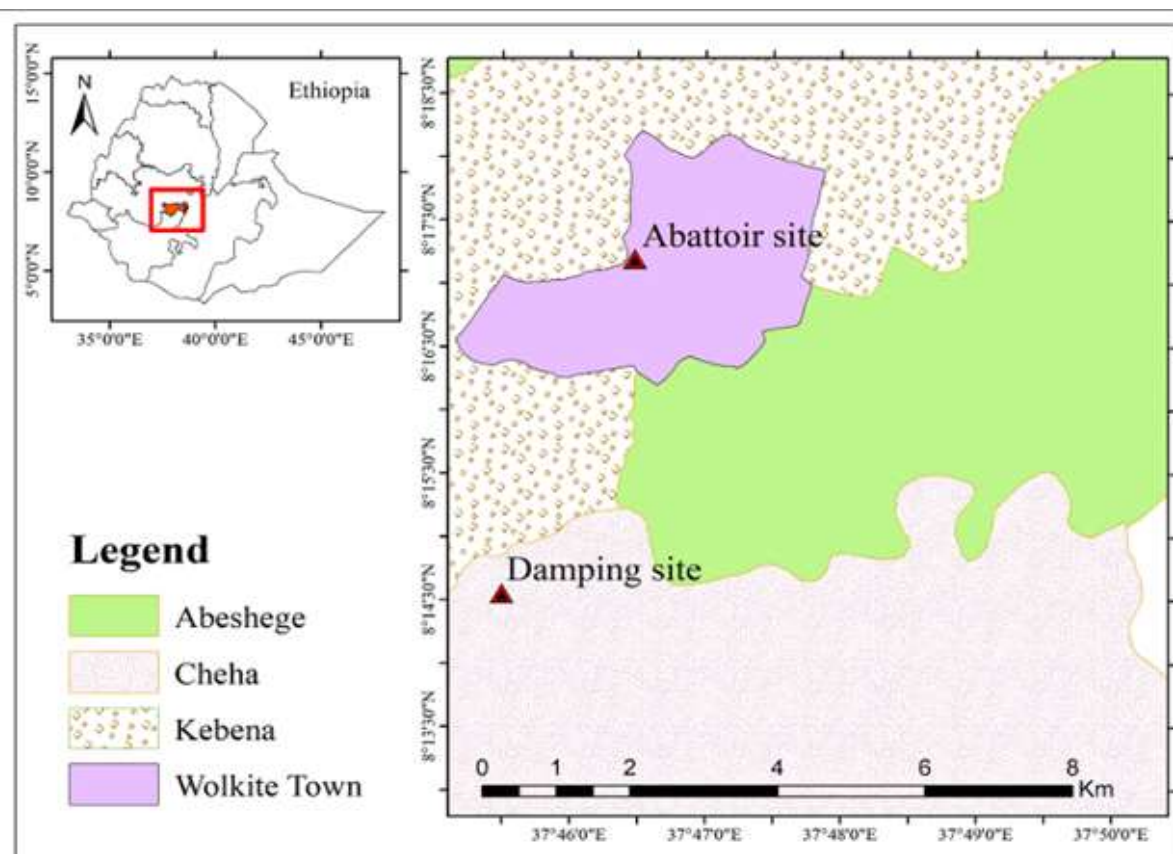 N
Ethiopia
15°0'0"N
10°0'0"N
5°0'0"N
35°0'0"E 40°0'0"E 45°0'0"E
8°18'30"N
8°17'30"N
8°16'30"N
8°15'30"N
8°14'30"N
8°13'30"N
Abattoir site
Damping site
Legend
Abeshege
Cheha
Kebena
Wolkite Town
0 1 2 4 6 8
Km
37°46'0"E 37°47'0"E 37°48'0"E 37°49'0"E 37°50'0"E